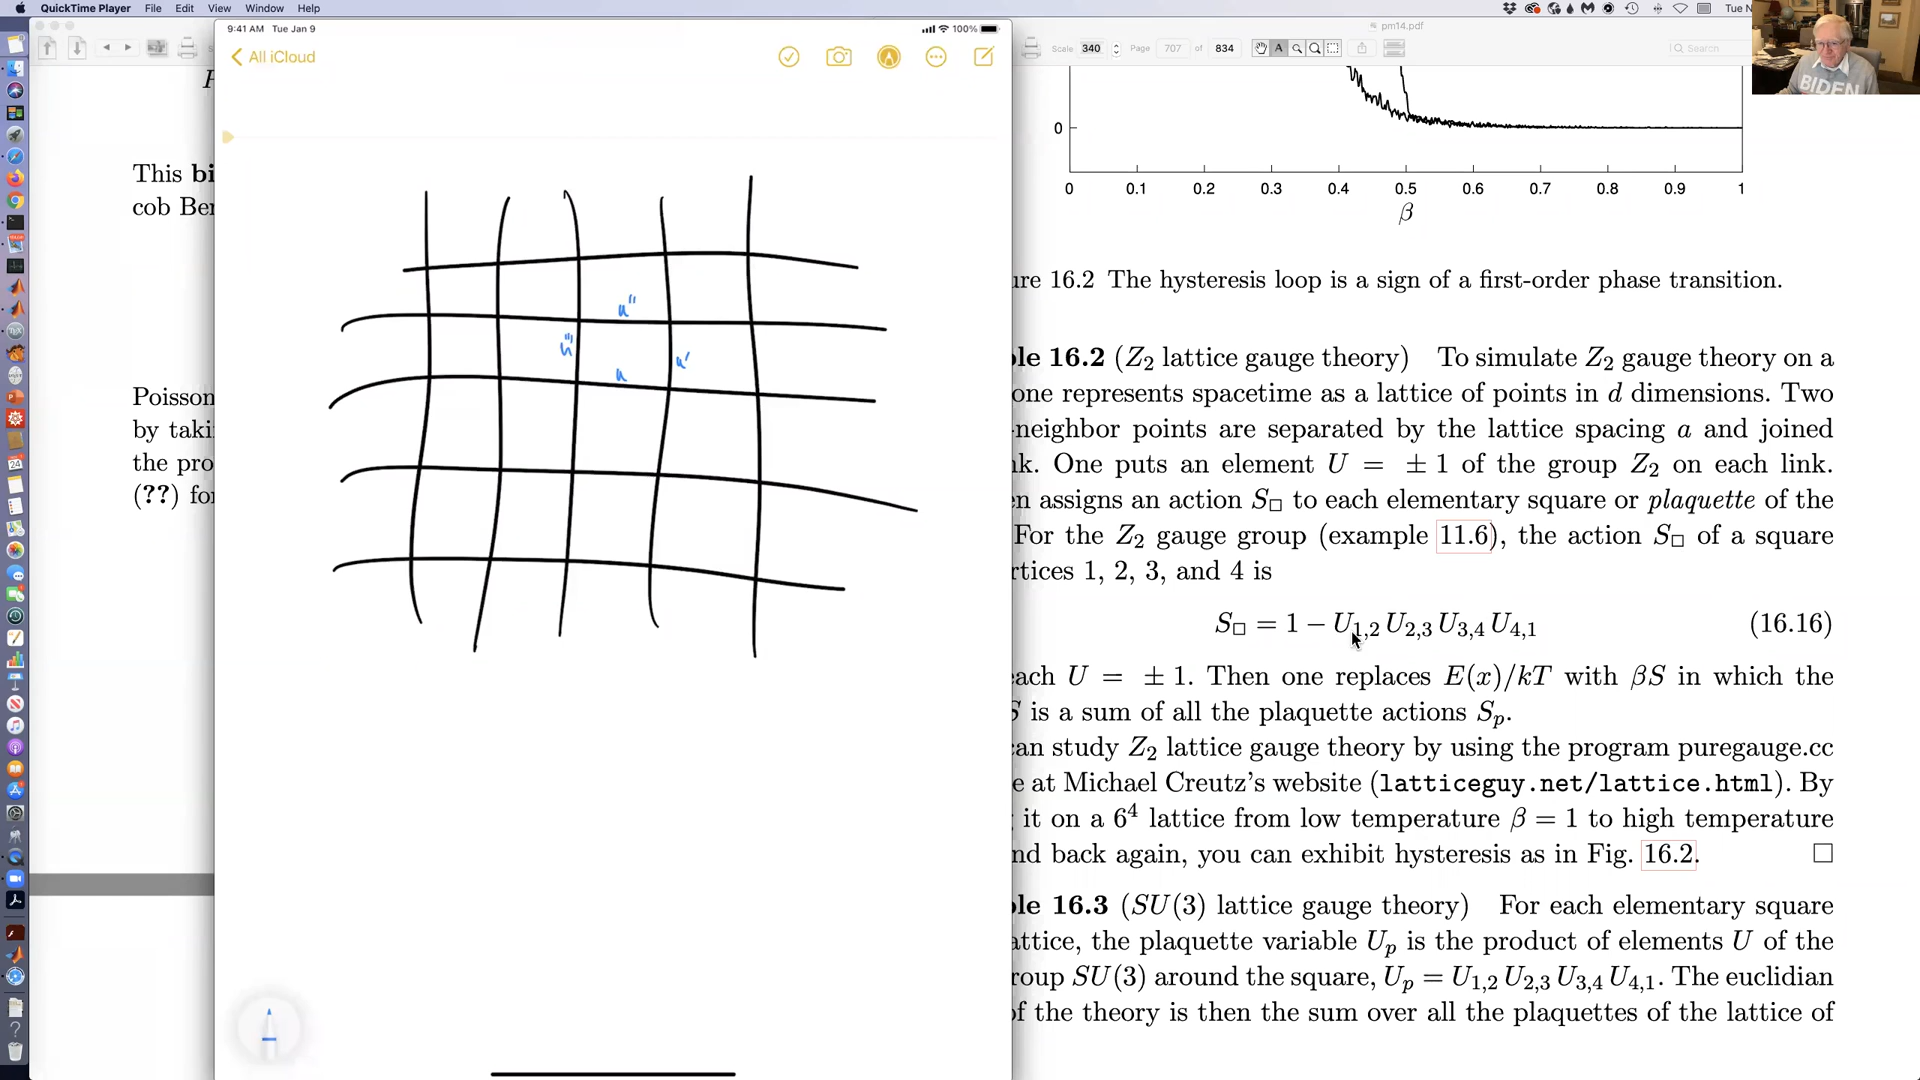 QuickTime Player File Edit View Window Help
Tue N
9:41 AM Tue Jan 9
100%
All iCloud
pm14.pdf
Scale 340 Page 707 of 834
Search
This bi
cob Ber
Poisson
by taki
the pro
(??) for
u"
u'''
u'
u
BIDEN
0
0 0.1 0.2 0.3 0.4 0.5 0.6 0.7 0.8 0.9 1
β
ure 16.2 The hysteresis loop is a sign of a first-order phase transition.
ple 16.2 (Z₂ lattice gauge theory) To simulate Z₂ gauge theory on a
one represents spacetime as a lattice of points in d dimensions. Two
-neighbor points are separated by the lattice spacing a and joined
nk. One puts an element U = ±1 of the group Z₂ on each link.
en assigns an action S□ to each elementary square or plaquette of the
For the Z₂ gauge group (example 11.6), the action S□ of a square
rtices 1, 2, 3, and 4 is
S□ = 1 − U₁,₂ U₂,₃ U₃,₄ U₄,₁ (16.16)
each U = ±1. Then one replaces E(x)/kT with βS in which the
S is a sum of all the plaquette actions Sₚ.
can study Z₂ lattice gauge theory by using the program puregauge.cc
e at Michael Creutz's website (latticeguy.net/lattice.html). By
it on a 6⁴ lattice from low temperature β = 1 to high temperature
nd back again, you can exhibit hysteresis as in Fig. 16.2. □
ple 16.3 (SU(3) lattice gauge theory) For each elementary square
attice, the plaquette variable Uₚ is the product of elements U of the
roup SU(3) around the square, Uₚ = U₁,₂ U₂,₃ U₃,₄ U₄,₁. The euclidian
of the theory is then the sum over all the plaquettes of the lattice of